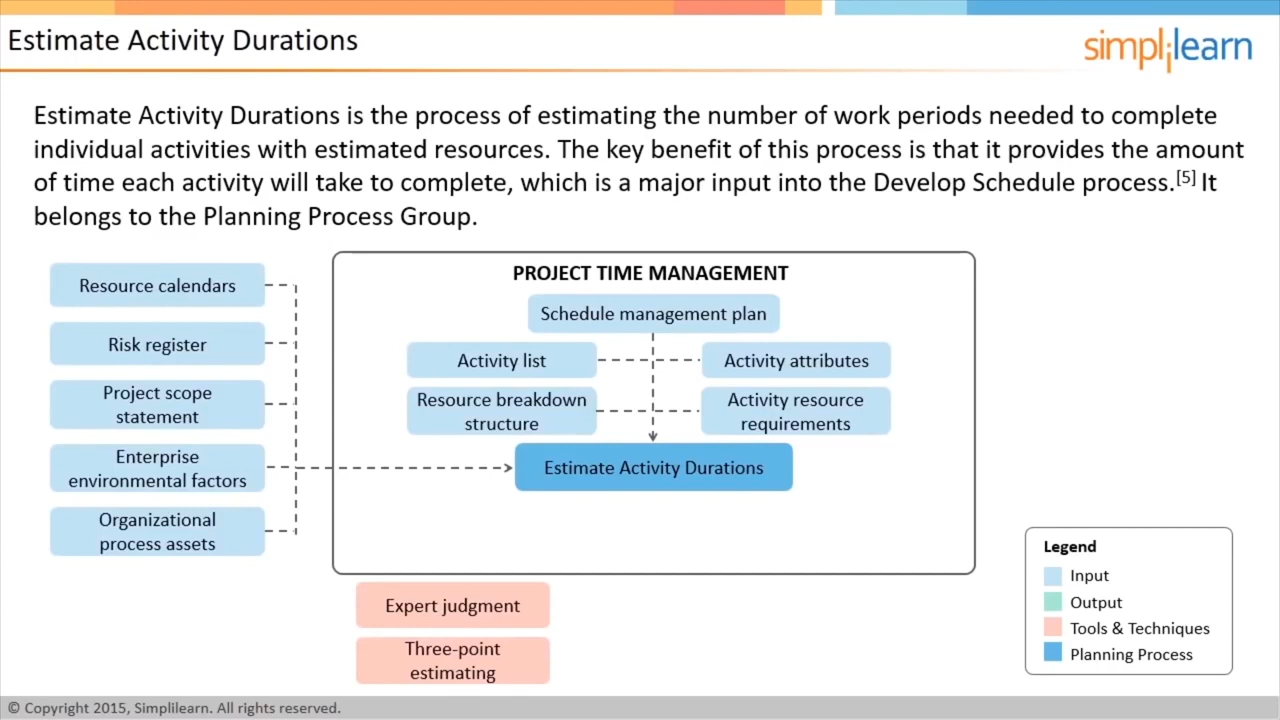 Estimate Activity Durations
simplilearn
Estimate Activity Durations is the process of estimating the number of work periods needed to complete
individual activities with estimated resources. The key benefit of this process is that it provides the amount
of time each activity will take to complete, which is a major input into the Develop Schedule process.[5] It
belongs to the Planning Process Group.
Resource calendars
Risk register
Project scope
statement
Enterprise
environmental factors
Organizational
process assets
PROJECT TIME MANAGEMENT
Schedule management plan
Activity list
Activity attributes
Resource breakdown
structure
Activity resource
requirements
Estimate Activity Durations
Expert judgment
Three-point
estimating
Legend
Input
Output
Tools & Techniques
Planning Process
© Copyright 2015, Simplilearn. All rights reserved.